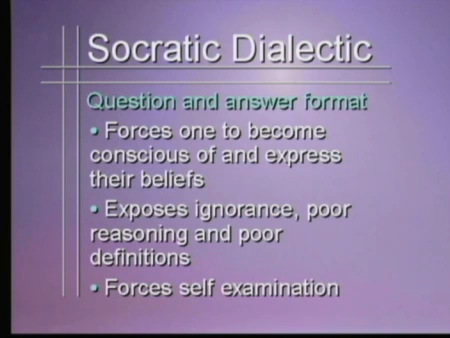 Socratic Dialectic
Question and answer format
• Forces one to become
conscious of and express
their beliefs
• Exposes ignorance, poor
reasoning and poor
definitions
• Forces self examination